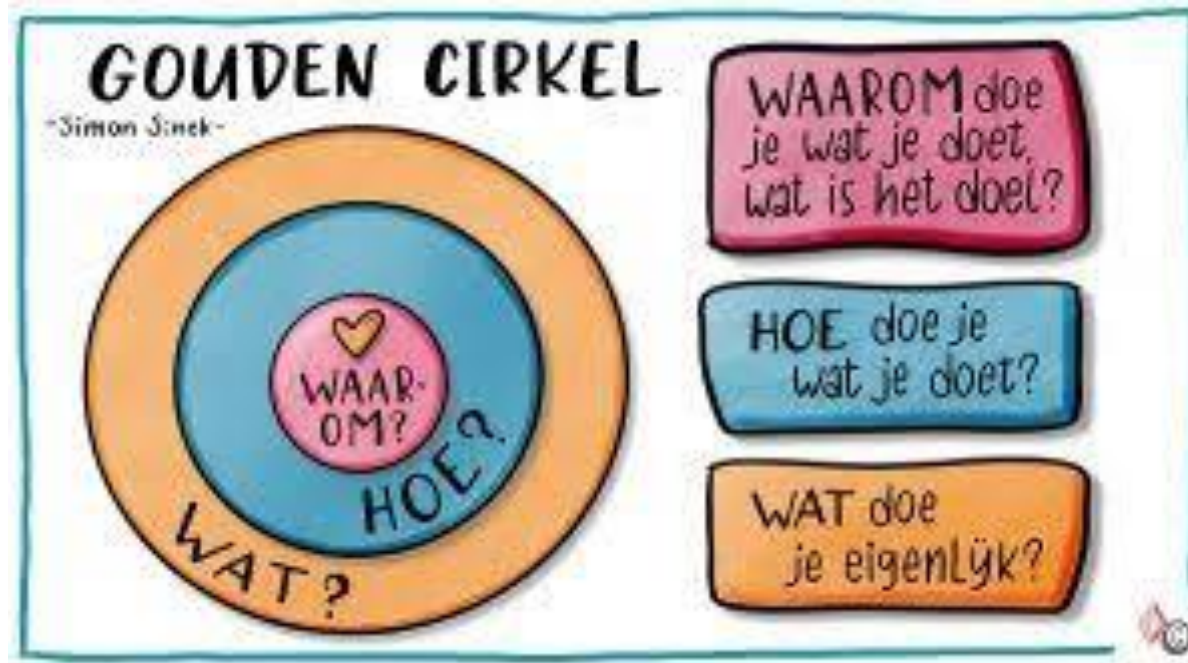 GOUDEN CIRKEL
-Simon Sinek-
WAAR-
OM?
HOE?
WAT?
WAAROM doe
je wat je doet,
wat is het doel?
HOE doe je
wat je doet?
WAT doe
je eigenlijk?
©